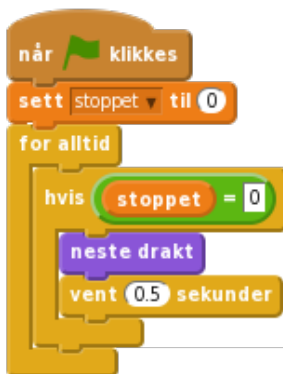 når klikkes
sett stoppet til 0
for alltid
hvis stoppet = 0
neste drakt
vent 0.5 sekunder